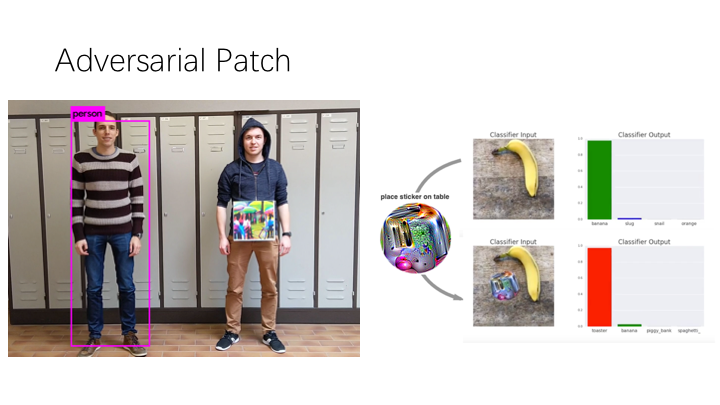 Adversarial Patch
person
place sticker on table
Classifier Input
Classifier Output
1.0
0.8
0.6
0.4
0.2
0.0
banana
slug
snail
orange
Classifier Input
Classifier Output
1.0
0.8
0.6
0.4
0.2
0.0
toaster
banana
piggy_bank
spaghetti_